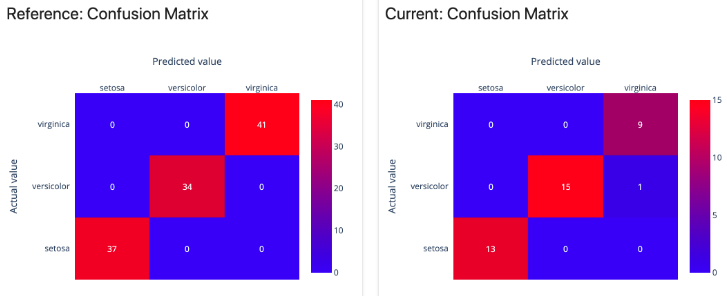 Reference: Confusion Matrix
Predicted value
setosa versicolor virginica
virginica 0 0 41
versicolor 0 34 0
setosa 37 0 0
Actual value
40
30
20
10
0
Current: Confusion Matrix
Predicted value
setosa versicolor virginica
virginica 0 0 9
versicolor 0 15 1
setosa 13 0 0
Actual value
15
10
5
0